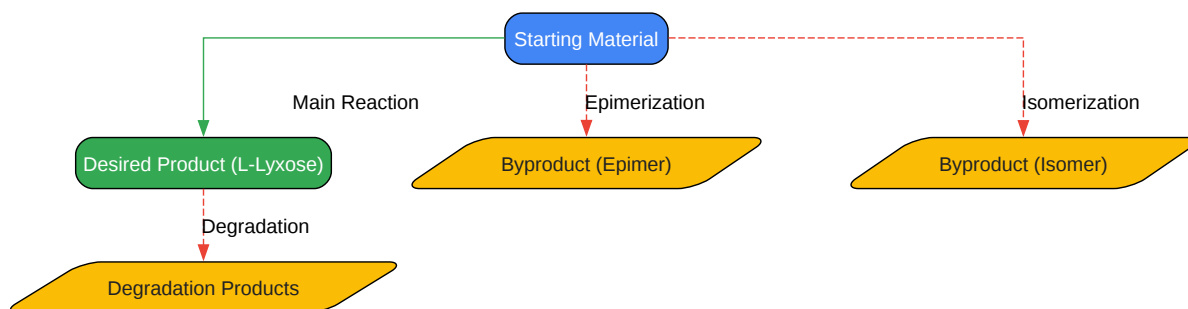 Starting Material
Main Reaction
Epimerization
Isomerization
Desired Product (L-Lyxose)
Byproduct (Epimer)
Byproduct (Isomer)
Degradation
Degradation Products